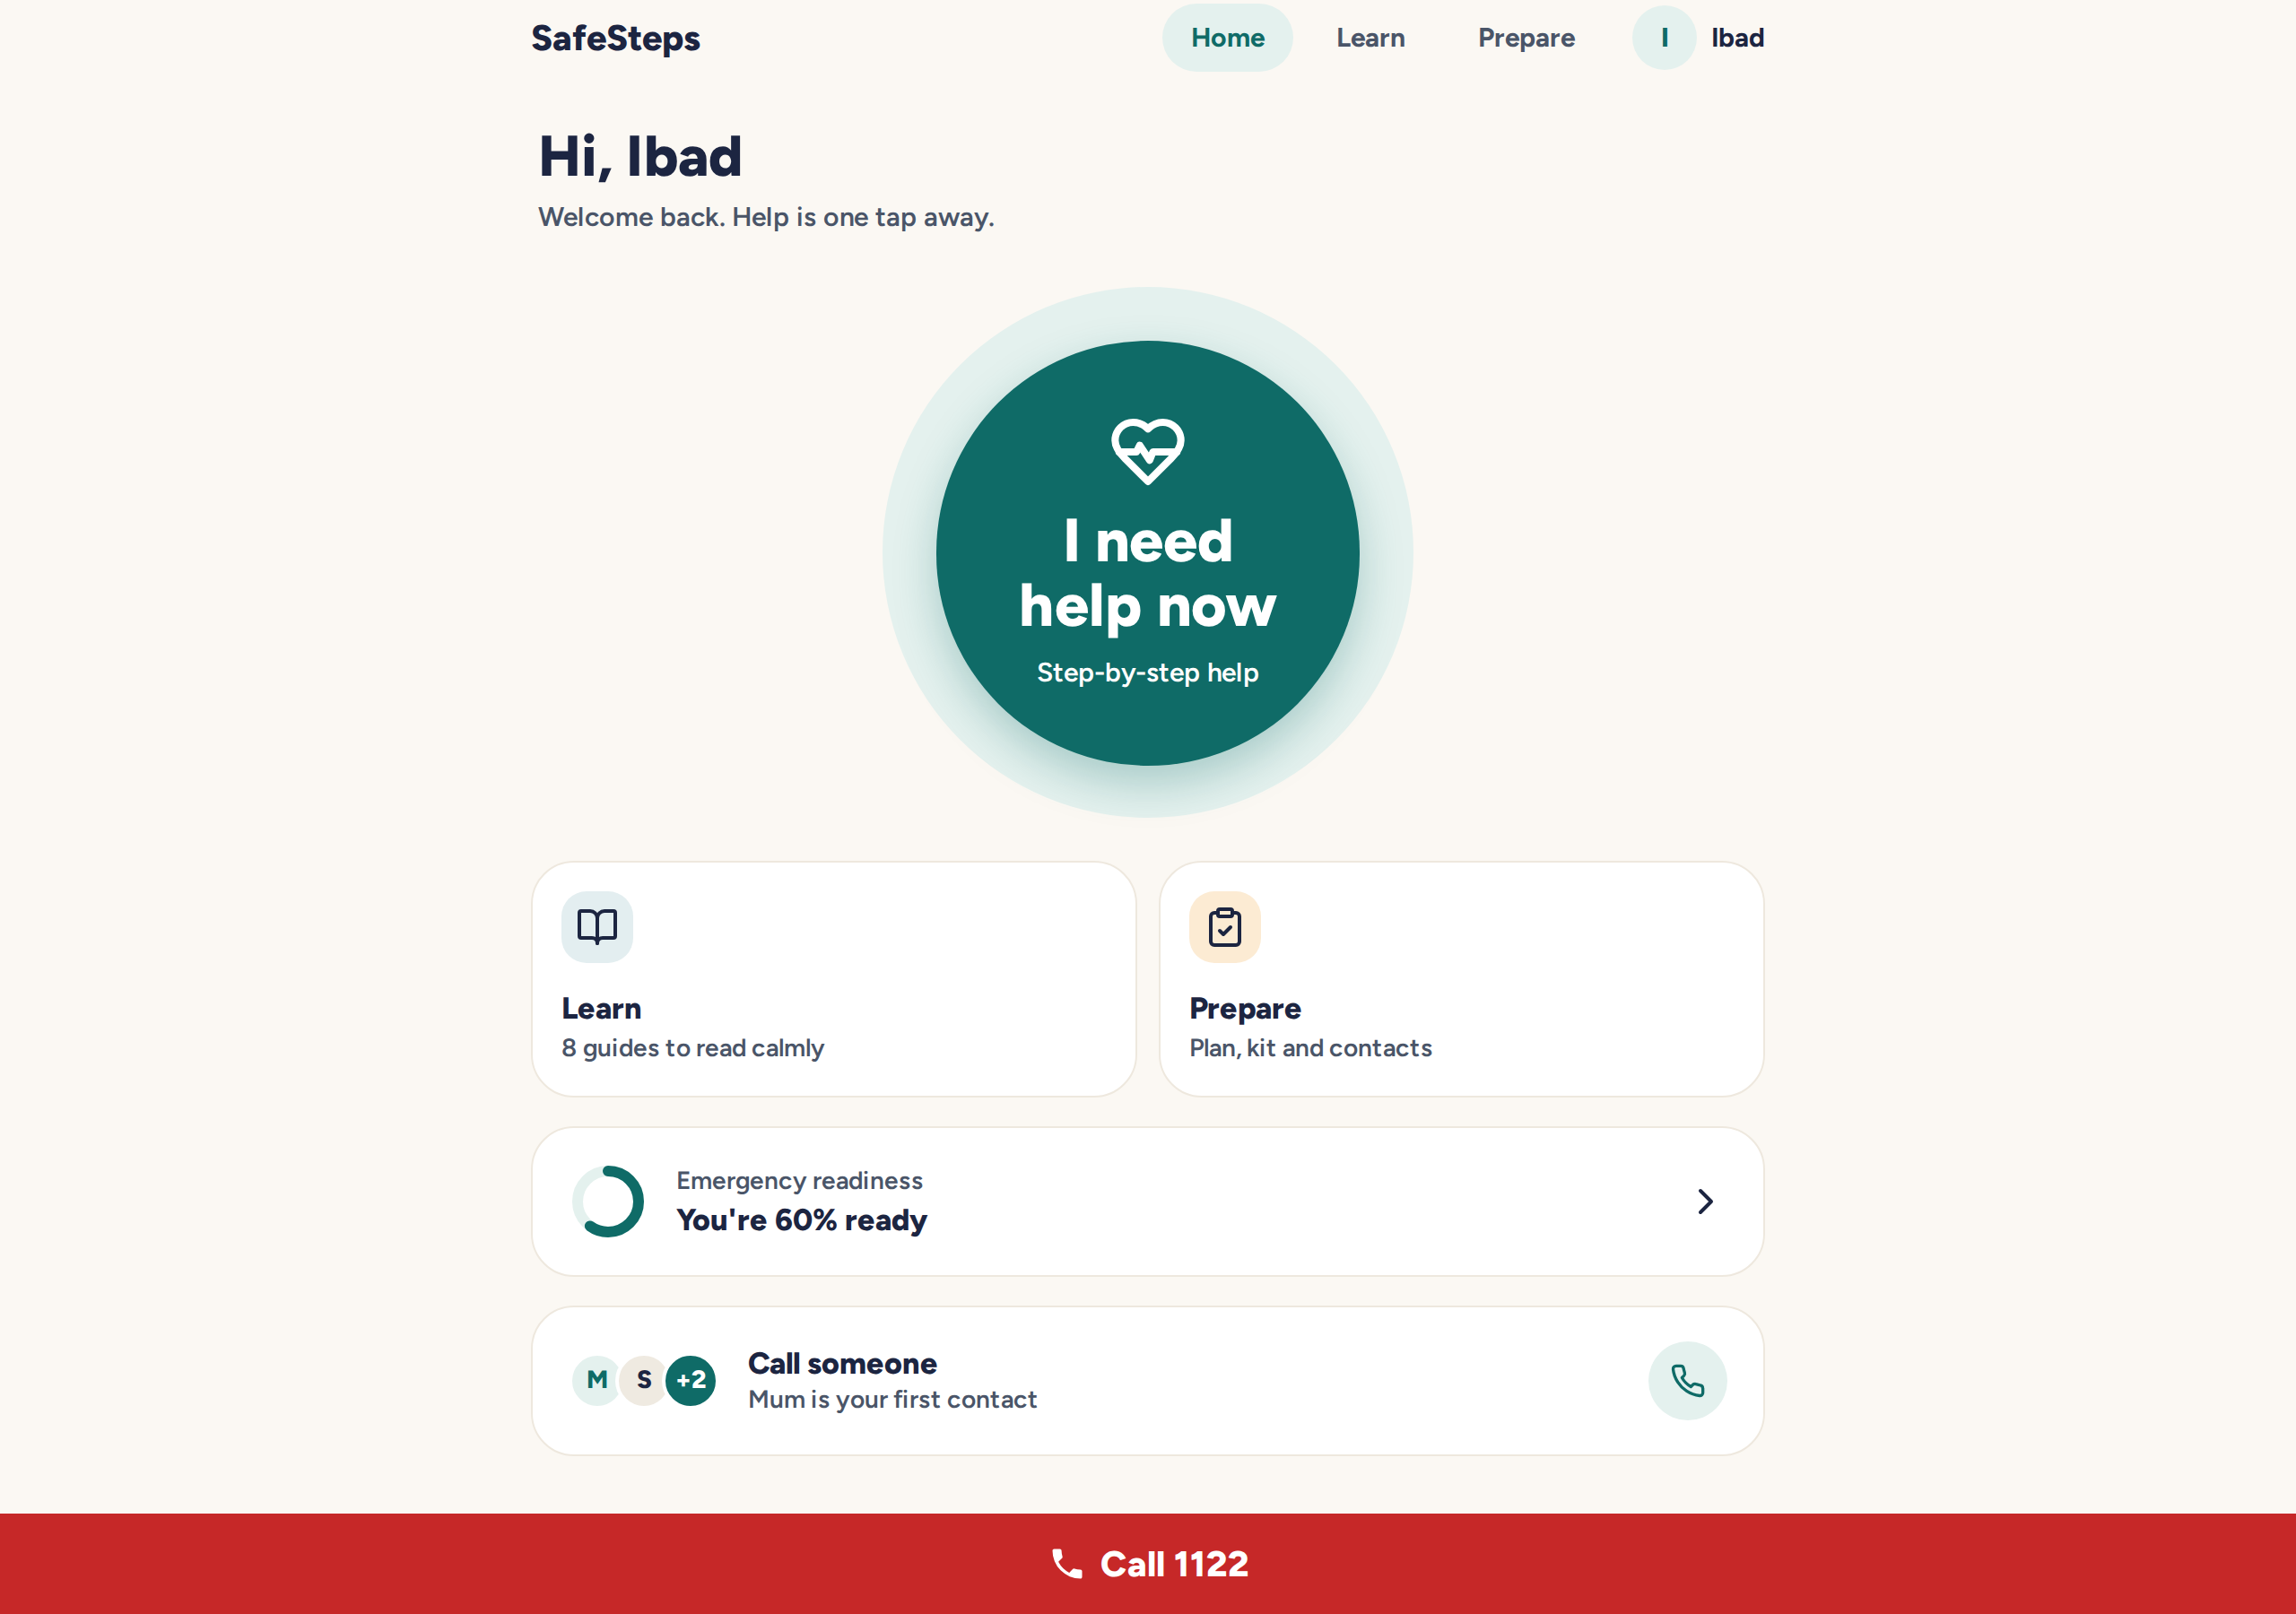 SafeSteps
Home
Learn
Prepare
I
Ibad
Hi, Ibad
Welcome back. Help is one tap away.
I need
help now
Step-by-step help
Learn
8 guides to read calmly
Prepare
Plan, kit and contacts
Emergency readiness
You're 60% ready
M
S
+2
Call someone
Mum is your first contact
Call 1122